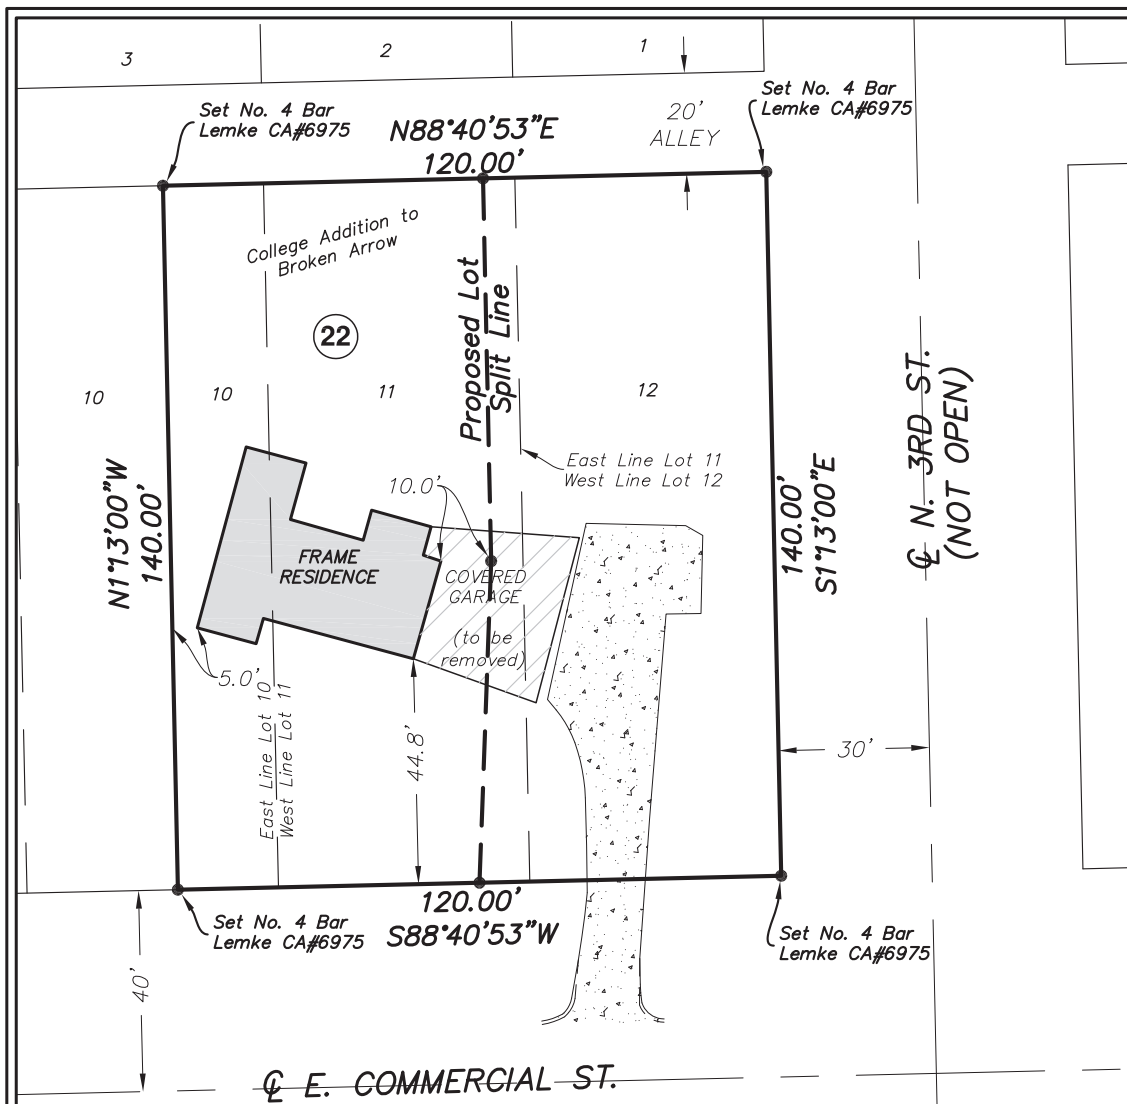 3
2
1
Set No. 4 Bar
Lemke CA#6975
N88°40'53"E
120.00'
20'
ALLEY
Set No. 4 Bar
Lemke CA#6975
College Addition to
Broken Arrow
22
Proposed Lot
Split Line
10
10
11
12
East Line Lot 11
West Line Lot 12
℄ N. 3RD ST.
(NOT OPEN)
N1°13'00"W
140.00'
10.0'
FRAME
RESIDENCE
COVERED
GARAGE
(to be
removed)
140.00'
S1°13'00"E
5.0'
East Line Lot 10
West Line Lot 11
44.8'
30'
120.00'
S88°40'53"W
Set No. 4 Bar
Lemke CA#6975
Set No. 4 Bar
Lemke CA#6975
40'
℄ E. COMMERCIAL ST.